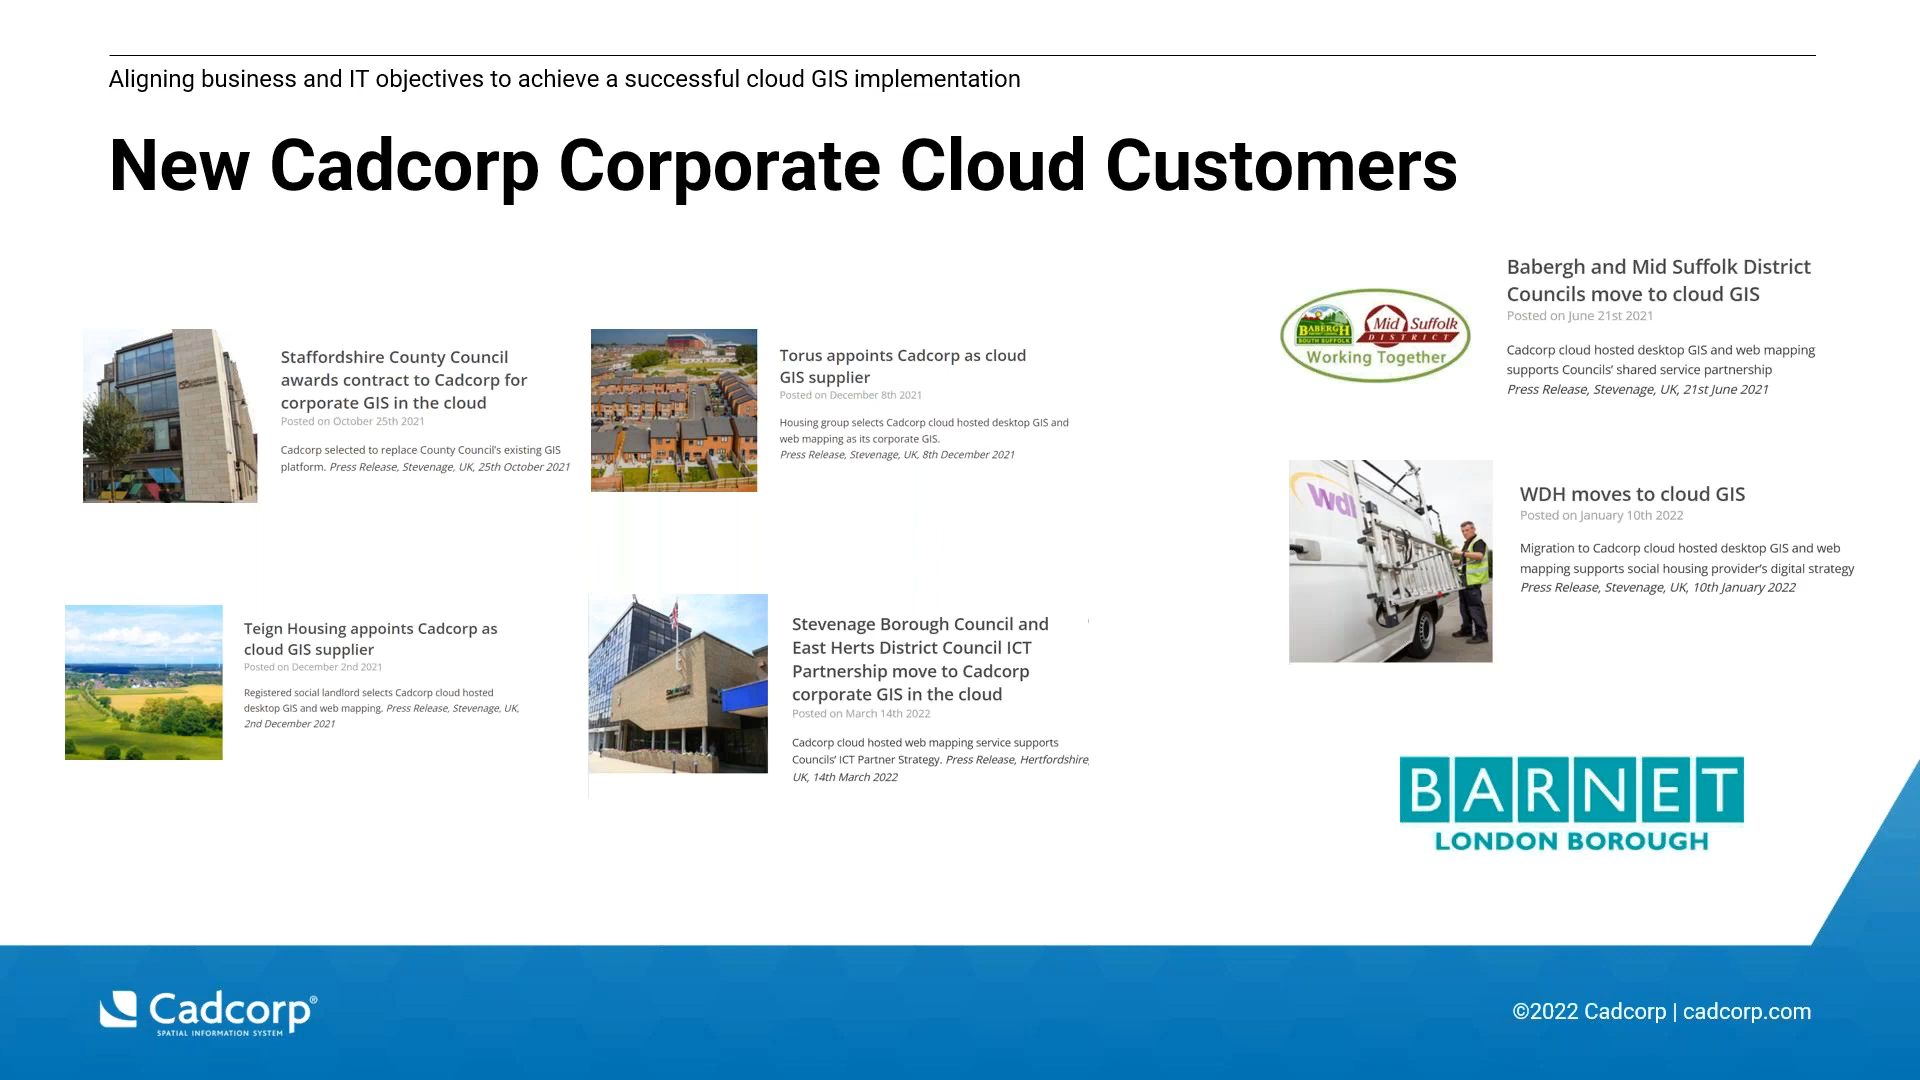 Aligning business and IT objectives to achieve a successful cloud GIS implementation
New Cadcorp Corporate Cloud Customers
Staffordshire County Council
awards contract to Cadcorp for
corporate GIS in the cloud
Posted on October 25th 2021
Cadcorp selected to replace County Council's existing GIS
platform. Press Release, Stevenage, UK, 25th October 2021
Torus appoints Cadcorp as cloud
GIS supplier
Posted on December 8th 2021
Housing group selects Cadcorp cloud hosted desktop GIS and
web mapping as its corporate GIS.
Press Release, Stevenage, UK, 8th December 2021
BABERGH
SOUTH SUFFOLK
Mid Suffolk
DISTRICT
Working Together
Babergh and Mid Suffolk District
Councils move to cloud GIS
Posted on June 21st 2021
Cadcorp cloud hosted desktop GIS and web mapping
supports Councils' shared service partnership
Press Release, Stevenage, UK, 21st June 2021
wdh
WDH moves to cloud GIS
Posted on January 10th 2022
Migration to Cadcorp cloud hosted desktop GIS and web
mapping supports social housing provider's digital strategy
Press Release, Stevenage, UK, 10th January 2022
Teign Housing appoints Cadcorp as
cloud GIS supplier
Posted on December 2nd 2021
Registered social landlord selects Cadcorp cloud hosted
desktop GIS and web mapping. Press Release, Stevenage, UK,
2nd December 2021
Stevenage Borough Council and
East Herts District Council ICT
Partnership move to Cadcorp
corporate GIS in the cloud
Posted on March 14th 2022
Cadcorp cloud hosted web mapping service supports
Councils' ICT Partner Strategy. Press Release, Hertfordshire,
UK, 14th March 2022
BARNET
LONDON BOROUGH
Cadcorp®
SPATIAL INFORMATION SYSTEM
©2022 Cadcorp | cadcorp.com